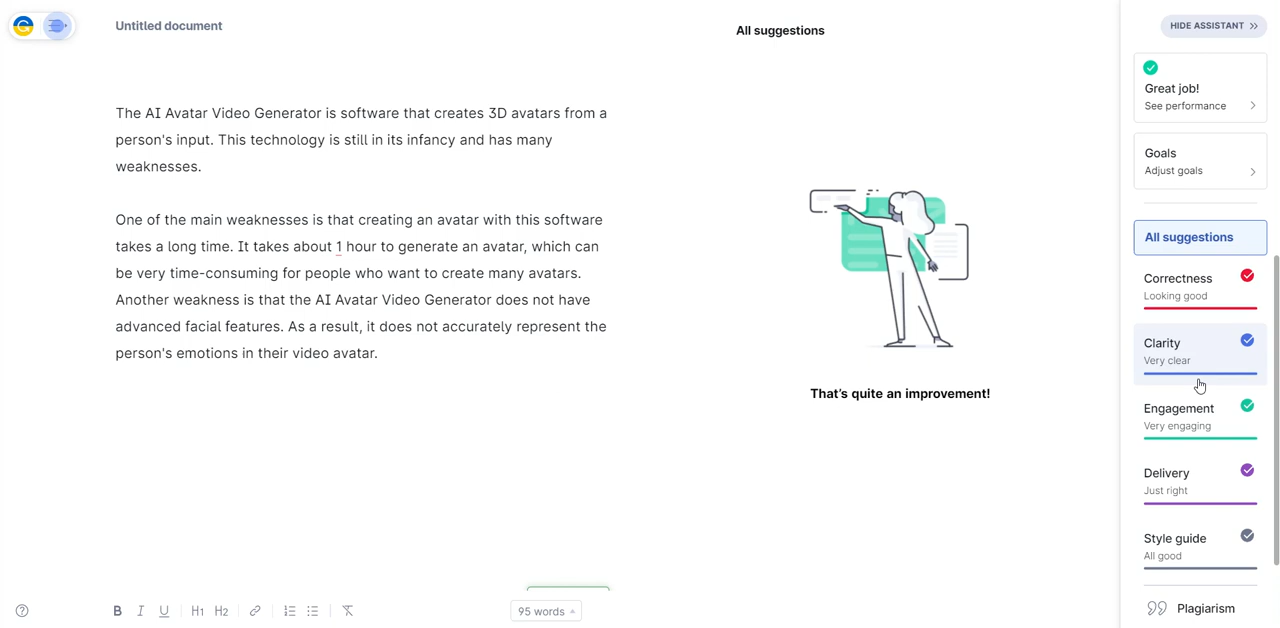 Untitled document
All suggestions
HIDE ASSISTANT
Great job!
See performance
Goals
Adjust goals
The AI Avatar Video Generator is software that creates 3D avatars from a
person's input. This technology is still in its infancy and has many
weaknesses.
One of the main weaknesses is that creating an avatar with this software
takes a long time. It takes about 1 hour to generate an avatar, which can
be very time-consuming for people who want to create many avatars.
Another weakness is that the AI Avatar Video Generator does not have
advanced facial features. As a result, it does not accurately represent the
person's emotions in their video avatar.
That's quite an improvement!
All suggestions
Correctness
Looking good
Clarity
Very clear
Engagement
Very engaging
Delivery
Just right
Style guide
All good
Plagiarism
B I U H1 H2
95 words